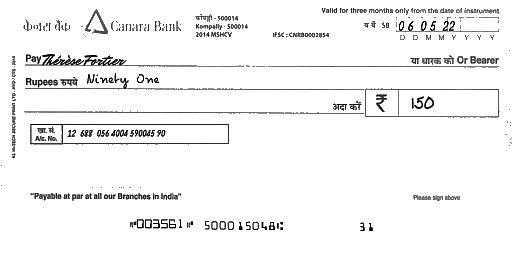 केनरा बैंक Canara Bank
कोंपल्ली - 500014
Kompally - 500014
2014 MSHCV
IFSC : CNRB0002854
Valid for three months only from the date of instrument
SB 06 05 22
D D M M Y Y Y Y
Pay Thérèse Fortier या धारक को Or Bearer
Rupees रुपये Ninety One
अदा करें ₹ 150
खा. सं.
A/c. No. 12 688 056 4004 590045 90
"Payable at par at all our Branches in India"
Please sign above
⑈003561⑈ 500015048⑆ 31